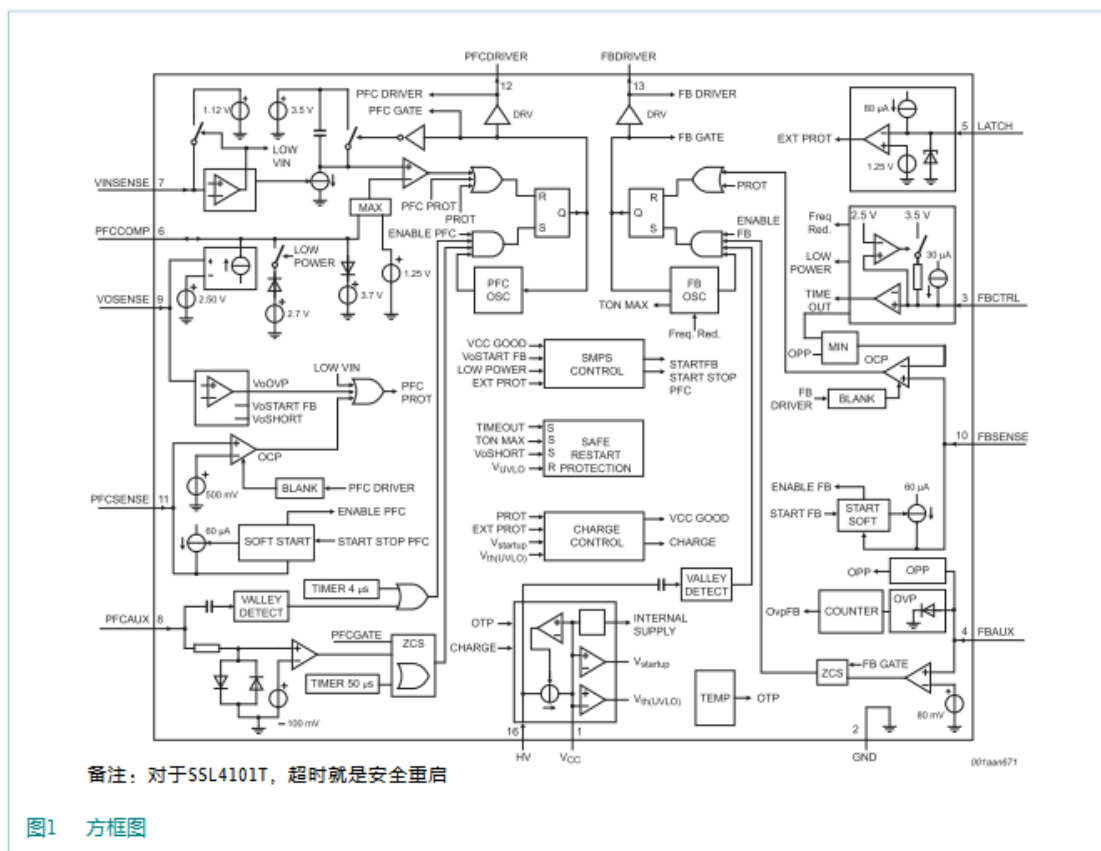 PFCDRIVER
FBDRIVER
12
13
PFC DRIVER
FB DRIVER
PFC GATE
DRV
DRV
FB GATE
1.12 V
3.5 V
LOW
VIN
VINSENSE 7
MAX
PFC PROT
PROT
R
Q
S
PFCCOMP 6
ENABLE PFC
LOW
POWER
1.25 V
3.7 V
2.50 V
2.7 V
VOSENSE 9
PFC
OSC
R
Q
S
PROT
ENABLE
FB
FB
OSC
TON MAX
Freq. Red.
80 µA
5 LATCH
EXT PROT
1.25 V
Freq
Red.
2.5 V
3.5 V
30 µA
LOW
POWER
TIME
OUT
3 FBCTRL
OPP
MIN
OCP
FB
DRIVER
BLANK
10 FBSENSE
VCC GOOD
VoSTART FB
LOW POWER
EXT PROT
SMPS
CONTROL
STARTFB
START STOP
PFC
LOW VIN
VoOVP
VoSTART FB
VoSHORT
PFC
PROT
TIMEOUT
TON MAX
VoSHORT
VUVLO
S
S
S
R
SAFE
RESTART
PROTECTION
OCP
500 mV
BLANK
PFC DRIVER
PFCSENSE 11
ENABLE PFC
60 µA
SOFT START
START STOP PFC
ENABLE FB
60 µA
START FB
START
SOFT
PROT
EXT PROT
Vstartup
Vth(UVLO)
CHARGE
CONTROL
VCC GOOD
CHARGE
TIMER 4 µs
VALLEY
DETECT
PFCAUX 8
VALLEY
DETECT
OPP
OPP
OvpFB
COUNTER
OVP
4 FBAUX
OTP
CHARGE
INTERNAL
SUPPLY
Vstartup
Vth(UVLO)
PFCGATE
ZCS
TIMER 50 µs
– 100 mV
TEMP
OTP
ZCS
FB GATE
80 mV
16
1
2
HV
VCC
GND
001aan671
备注：对于SSL4101T，超时就是安全重启
图1 方框图